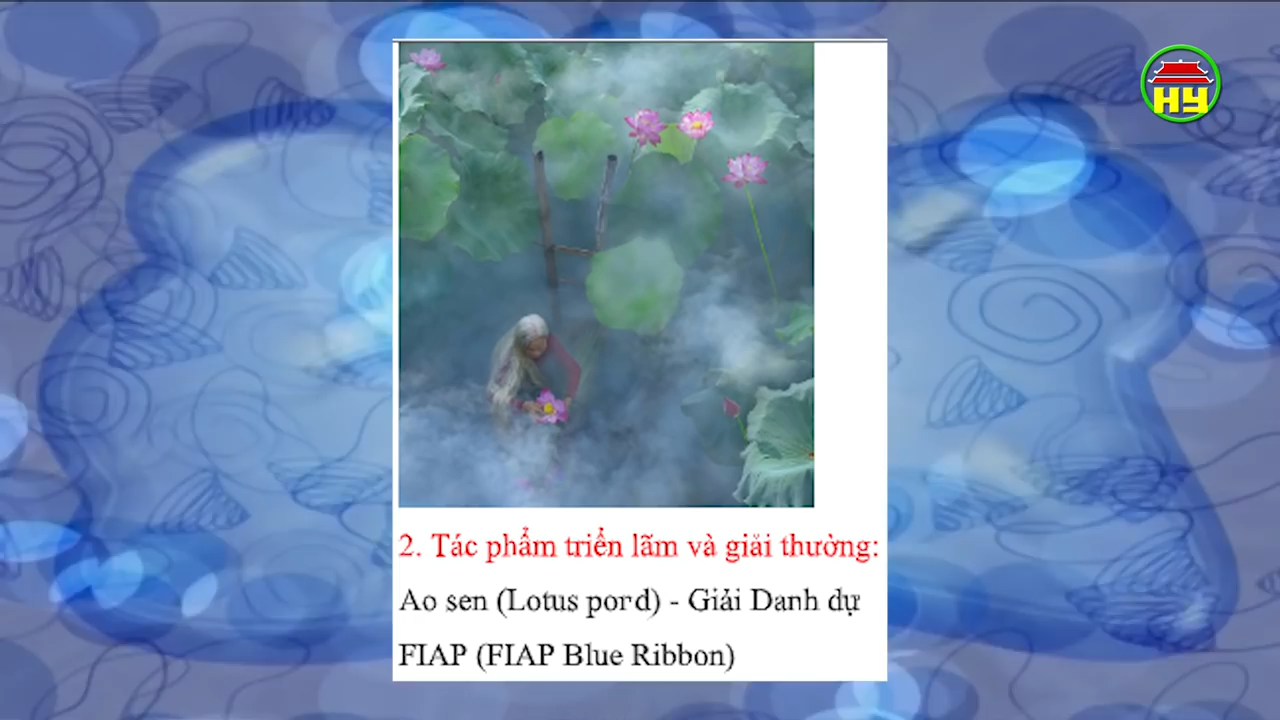 HY
2. Tác phẩm triển lãm và giải thường:
Ao sen (Lotus pord) - Giải Danh dự
FIAP (FIAP Blue Ribbon)